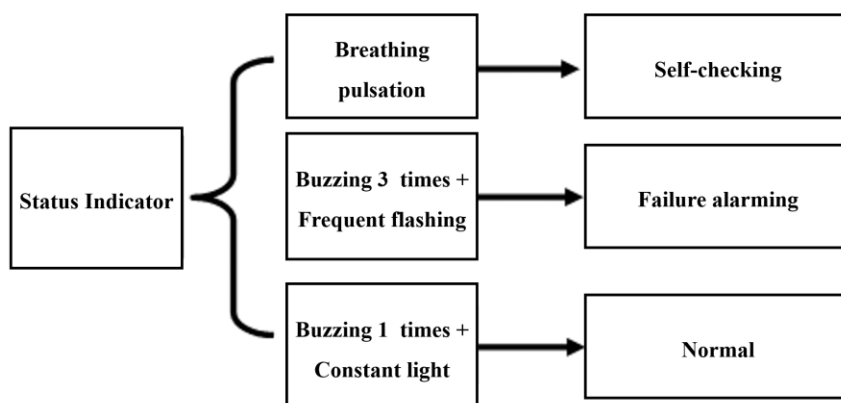 Status Indicator
Breathing
pulsation
Self-checking
Buzzing 3 times +
Frequent flashing
Failure alarming
Buzzing 1 times +
Constant light
Normal